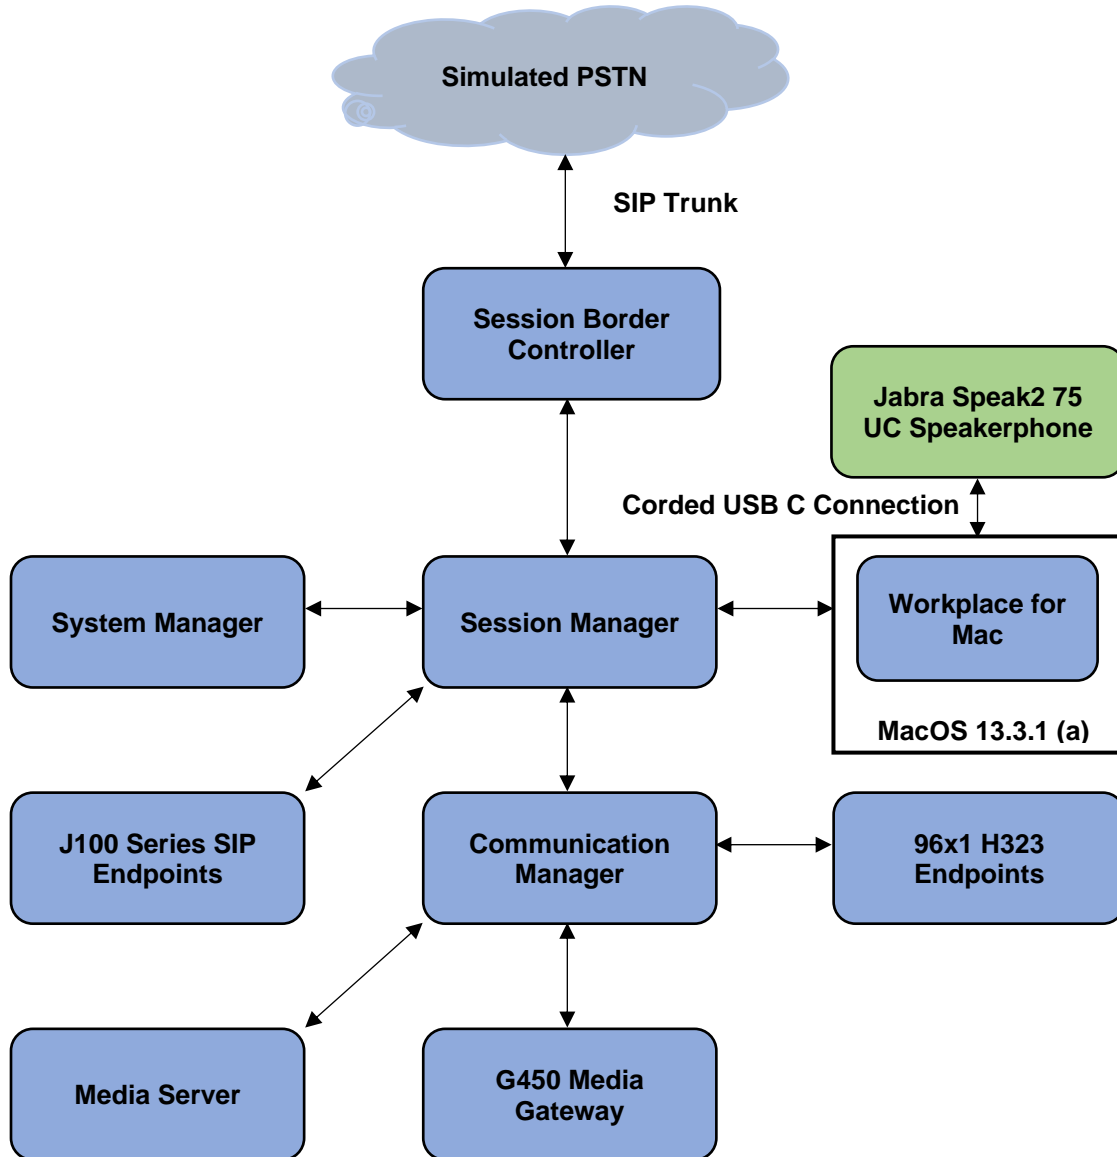 Simulated PSTN
SIP Trunk
Session Border
Controller
Jabra Speak2 75
UC Speakerphone
Corded USB C Connection
System Manager
Session Manager
Workplace for
Mac
MacOS 13.3.1 (a)
J100 Series SIP
Endpoints
Communication
Manager
96x1 H323
Endpoints
Media Server
G450 Media
Gateway